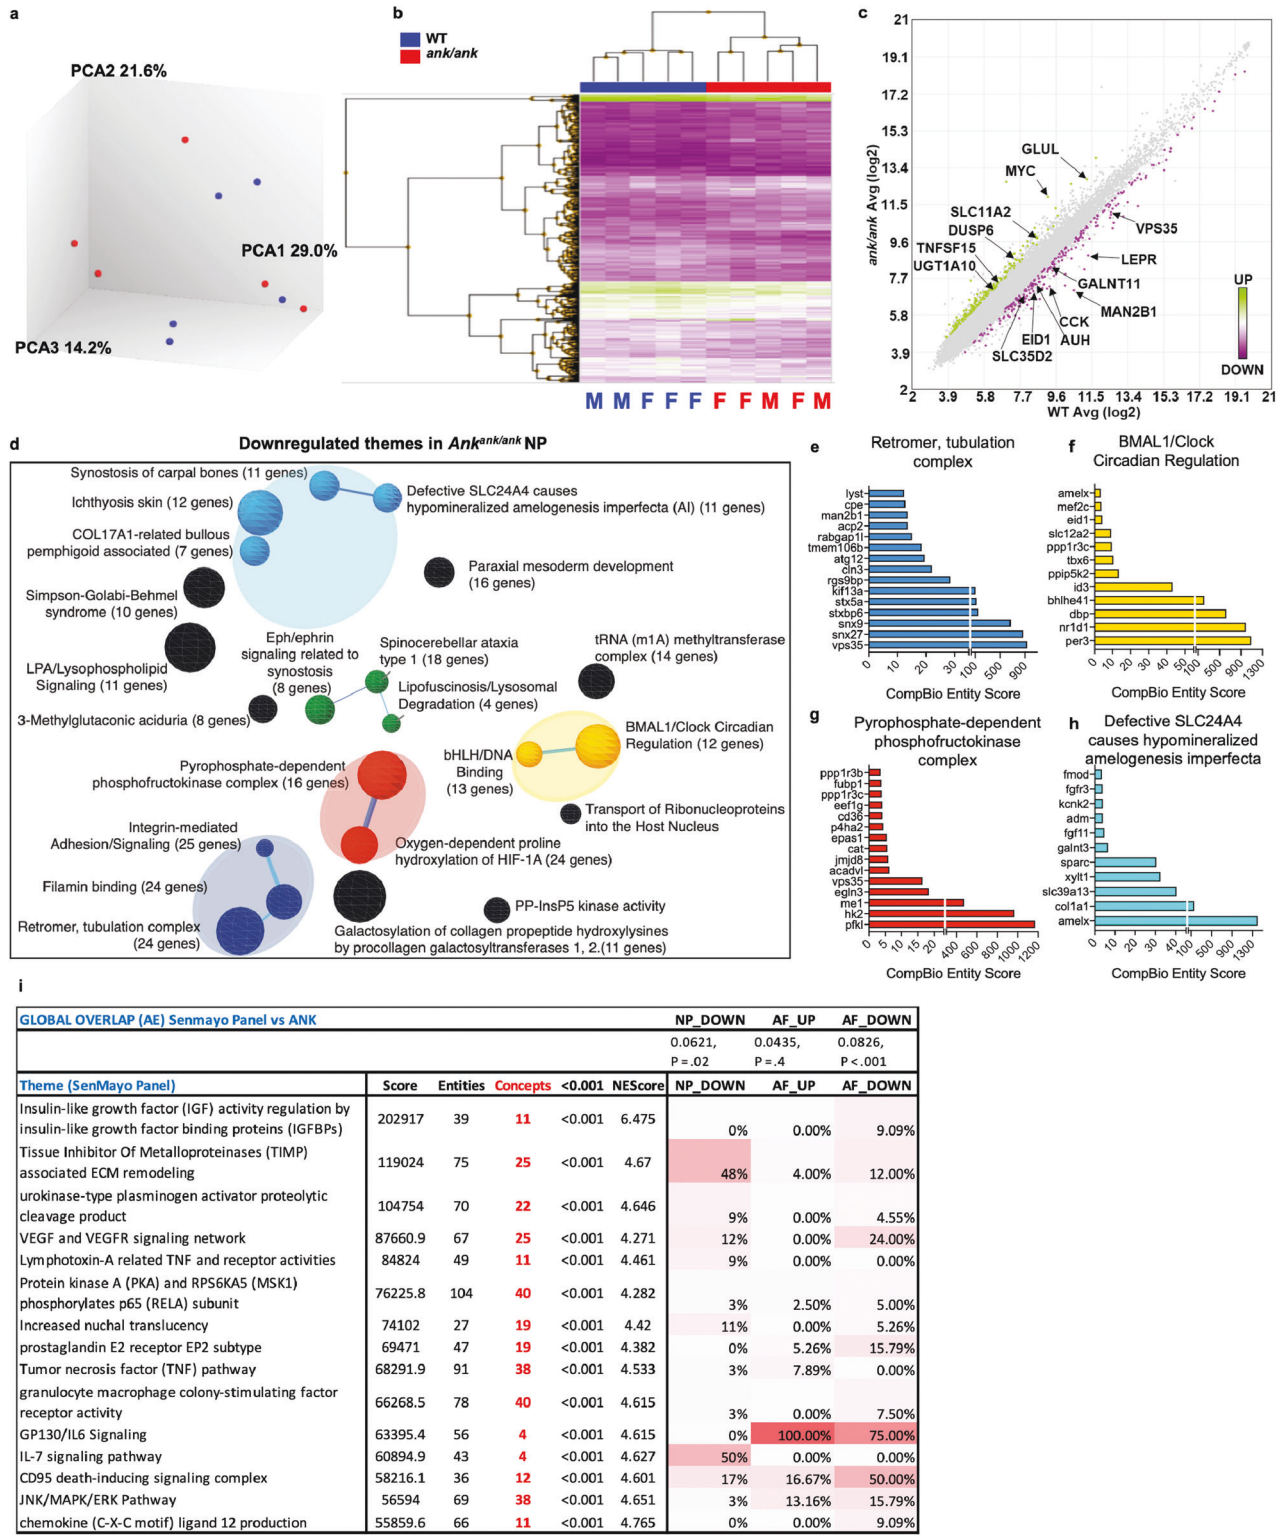 a
PCA2 21.6%
PCA1 29.0%
PCA3 14.2%
b
WT
ank/ank
M M F F F F F M F M
c
21
19.1
17.2
15.3
13.4
11.5
9.6
7.7
5.8
3.9
2
ank/ank Avg (log2)
GLUL
MYC
SLC11A2
DUSP6
TNFSF15
UGT1A10
VPS35
LEPR
GALNT11
MAN2B1
CCK
AUH
EID1
SLC35D2
UP
DOWN
2 3.9 5.8 7.7 9.6 11.5 13.4 15.3 17.2 19.1 21
WT Avg (log2)
d
Downregulated themes in Ank ank/ank NP
Synostosis of carpal bones (11 genes)
Ichthyosis skin (12 genes)
Defective SLC24A4 causes
hypomineralized amelogenesis imperfecta (AI) (11 genes)
COL17A1-related bullous
pemphigoid associated (7 genes)
Paraxial mesoderm development
(16 genes)
Simpson-Golabi-Behmel
syndrome (10 genes)
Eph/ephrin
signaling related to
synostosis
(8 genes)
Spinocerebellar ataxia
type 1 (18 genes)
tRNA (m1A) methyltransferase
complex (14 genes)
LPA/Lysophospholipid
Signaling (11 genes)
Lipofuscinosis/Lysosomal
Degradation (4 genes)
3-Methylglutaconic aciduria (8 genes)
BMAL1/Clock Circadian
Regulation (12 genes)
bHLH/DNA
Binding
(13 genes)
Pyrophosphate-dependent
phosphofructokinase complex (16 genes)
Transport of Ribonucleoproteins
into the Host Nucleus
Integrin-mediated
Adhesion/Signaling (25 genes)
Oxygen-dependent proline
hydroxylation of HIF-1A (24 genes)
Filamin binding (24 genes)
PP-InsP5 kinase activity
Retromer, tubulation complex
(24 genes)
Galactosylation of collagen propeptide hydroxylysines
by procollagen galactosyltransferases 1, 2.(11 genes)
e
Retromer, tubulation
complex
lyst
cpe
man2b1
acp2
rabgap1l
tmem106b
atg12
cln3
rgs9bp
kif13a
stx5a
stxbp6
snx9
snx27
vps35
0 10 20 30 100 500 900
CompBio Entity Score
f
BMAL1/Clock
Circadian Regulation
amelx
mef2c
eid1
slc12a2
ppp1r3c
tbx6
ppip5k2
id3
bhlhe41
dbp
nr1d1
per3
0 10 20 30 40 50 100 500 900 1300
CompBio Entity Score
g
Pyrophosphate-dependent
phosphofructokinase
complex
ppp1r3b
fubp1
ppp1r3c
eef1g
cd36
p4ha2
epas1
cat
jmjd8
acadvl
vps35
egln3
me1
hk2
pfkl
0 5 10 15 20 400 600 800 1000 1200
CompBio Entity Score
h
Defective SLC24A4
causes hypomineralized
amelogenesis imperfecta
fmod
fgfr3
kcnk2
adm
fgf11
galnt3
sparc
xylt1
slc39a13
col1a1
amelx
0 10 20 30 40 100 500 900 1300
CompBio Entity Score
i
GLOBAL OVERLAP (AE) Senmayo Panel vs ANK NP_DOWN AF_UP AF_DOWN
0.0621, 0.0435, 0.0826,
P = .02 P = .4 P < .001
Theme (SenMayo Panel) Score Entities Concepts <0.001 NEScore NP_DOWN AF_UP AF_DOWN
Insulin-like growth factor (IGF) activity regulation by
insulin-like growth factor binding proteins (IGFBPs) 202917 39 11 <0.001 6.475 0% 0.00% 9.09%
Tissue Inhibitor Of Metalloproteinases (TIMP)
associated ECM remodeling 119024 75 25 <0.001 4.67 48% 4.00% 12.00%
urokinase-type plasminogen activator proteolytic
cleavage product 104754 70 22 <0.001 4.646 9% 0.00% 4.55%
VEGF and VEGFR signaling network 87660.9 67 25 <0.001 4.271 12% 0.00% 24.00%
Lymphotoxin-A related TNF and receptor activities 84824 49 11 <0.001 4.461 9% 0.00% 0.00%
Protein kinase A (PKA) and RPS6KA5 (MSK1)
phosphorylates p65 (RELA) subunit 76225.8 104 40 <0.001 4.282 3% 2.50% 5.00%
Increased nuchal translucency 74102 27 19 <0.001 4.42 11% 0.00% 5.26%
prostaglandin E2 receptor EP2 subtype 69471 47 19 <0.001 4.382 0% 5.26% 15.79%
Tumor necrosis factor (TNF) pathway 68291.9 91 38 <0.001 4.533 3% 7.89% 0.00%
granulocyte macrophage colony-stimulating factor
receptor activity 66268.5 78 40 <0.001 4.615 3% 0.00% 7.50%
GP130/IL6 Signaling 63395.4 56 4 <0.001 4.615 0% 100.00% 75.00%
IL-7 signaling pathway 60894.9 43 4 <0.001 4.627 50% 0.00% 0.00%
CD95 death-inducing signaling complex 58216.1 36 12 <0.001 4.601 17% 16.67% 50.00%
JNK/MAPK/ERK Pathway 56594 69 38 <0.001 4.651 3% 13.16% 15.79%
chemokine (C-X-C motif) ligand 12 production 55859.6 66 11 <0.001 4.765 0% 0.00% 9.09%